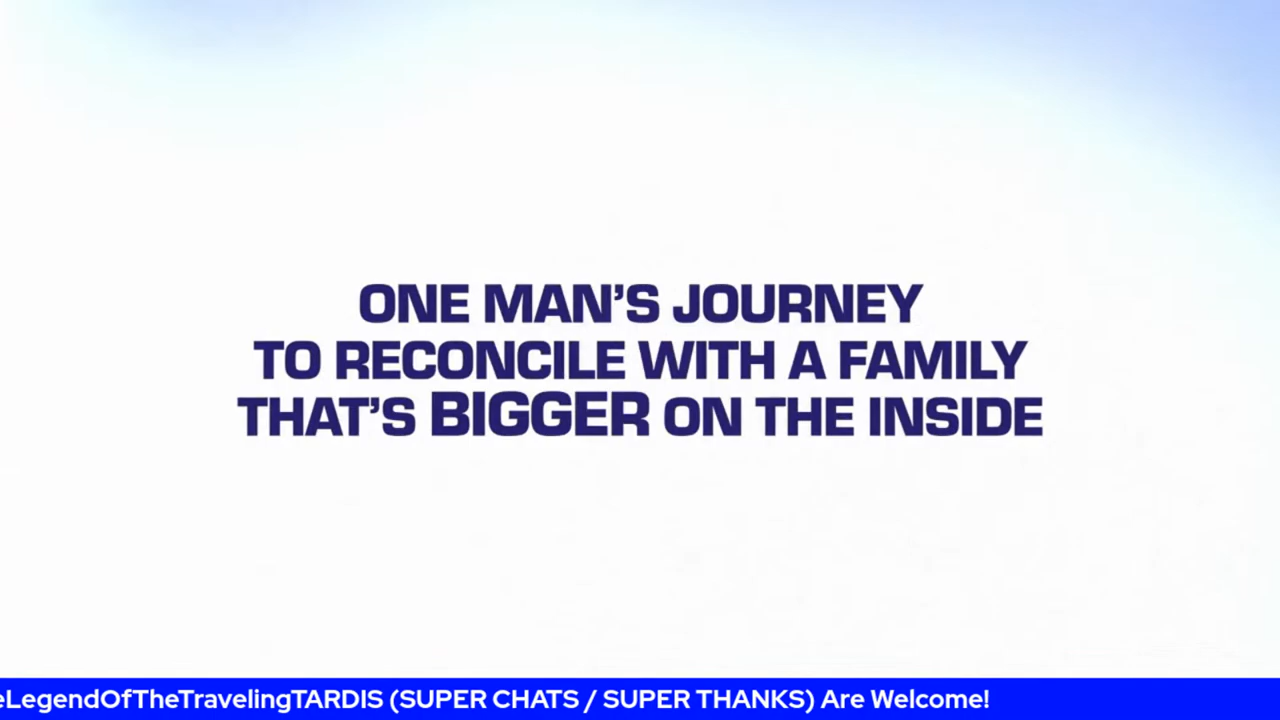 ONE MAN'S JOURNEY
TO RECONCILE WITH A FAMILY
THAT'S BIGGER ON THE INSIDE
eLegendOfTheTravelingTARDIS (SUPER CHATS / SUPER THANKS) Are Welcome!